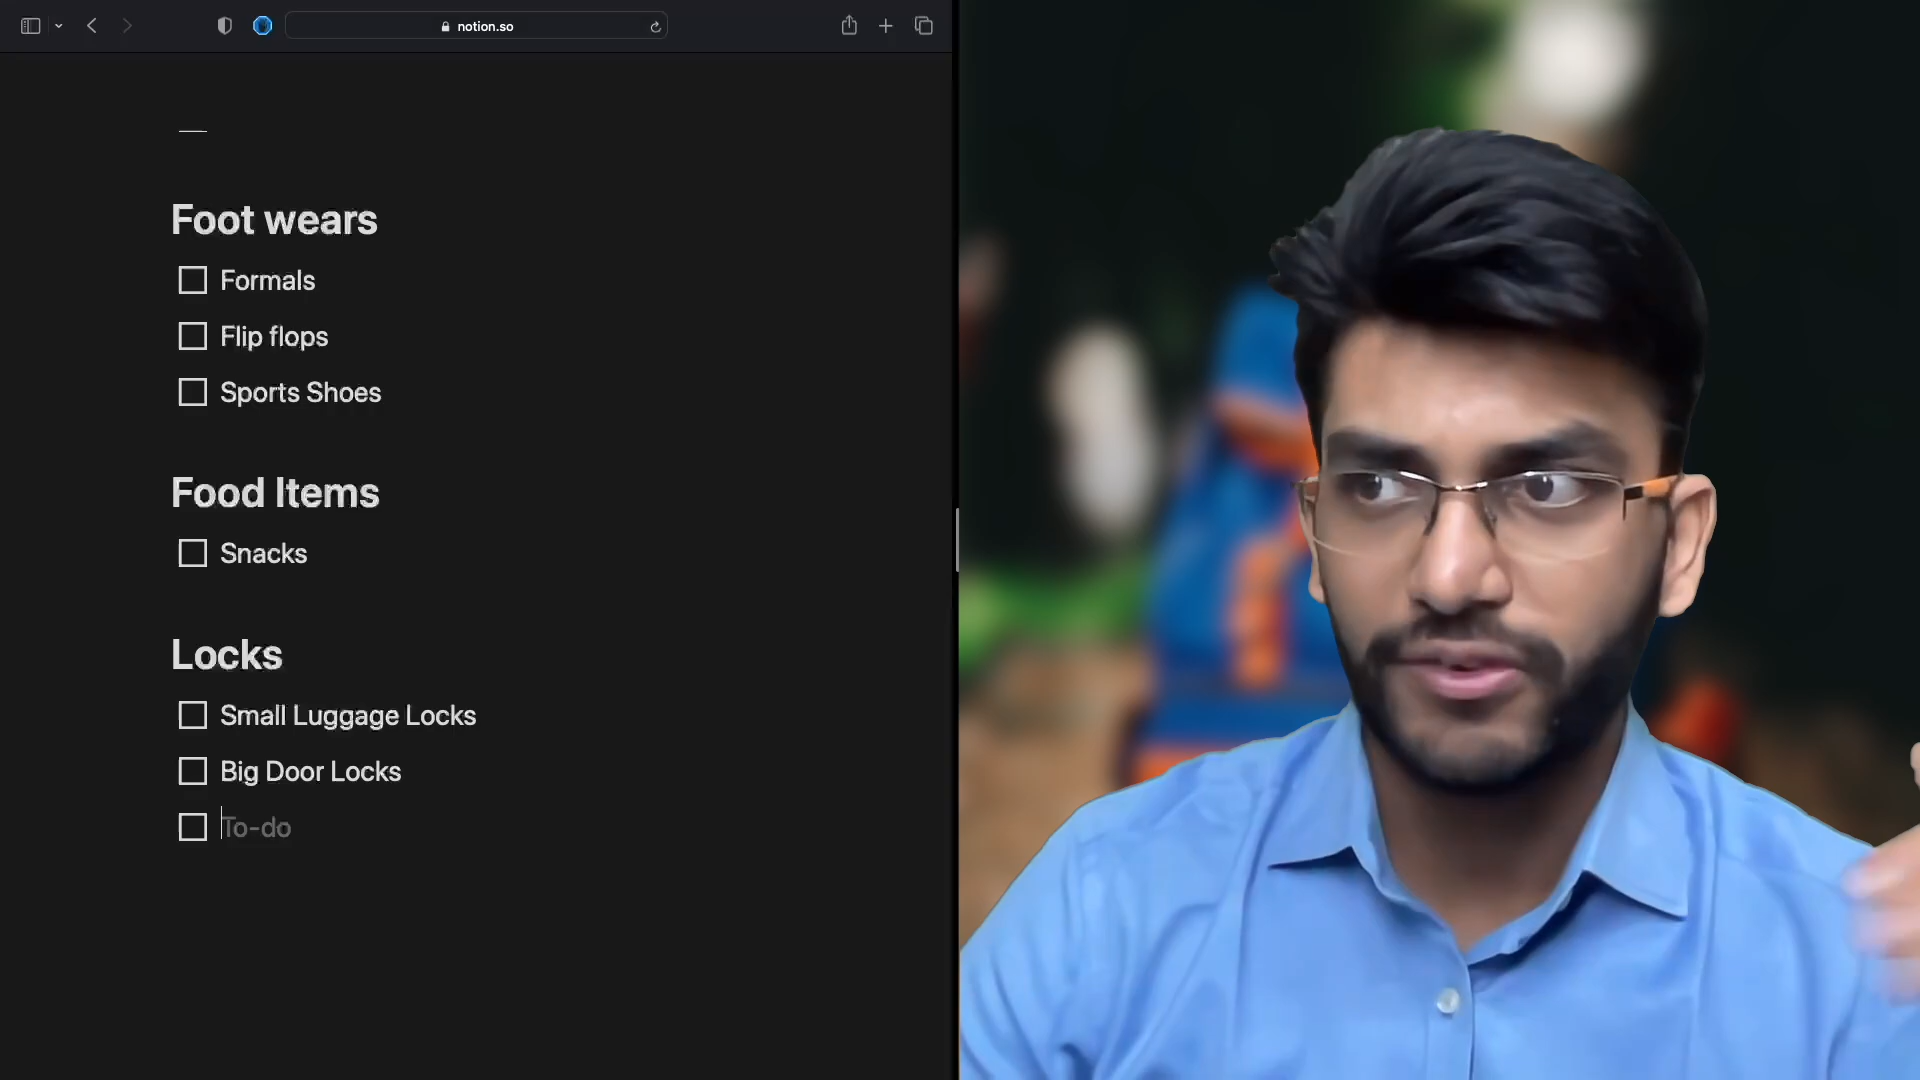 notion.so
Foot wears
Formals
Flip flops
Sports Shoes
Food Items
Snacks
Locks
Small Luggage Locks
Big Door Locks
To-do